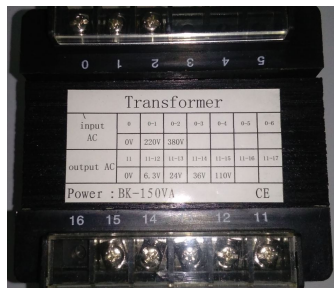 0 1 2 3 4 5
Transformer
input AC 0 0-1 0-2 0-3 0-4 0-5 0-6
0V 220V 380V
output AC 11 11-12 11-13 11-14 11-15 11-16 11-17
0V 6.3V 24V 36V 110V
Power : BK-150VA CE
16 15 14 12 11